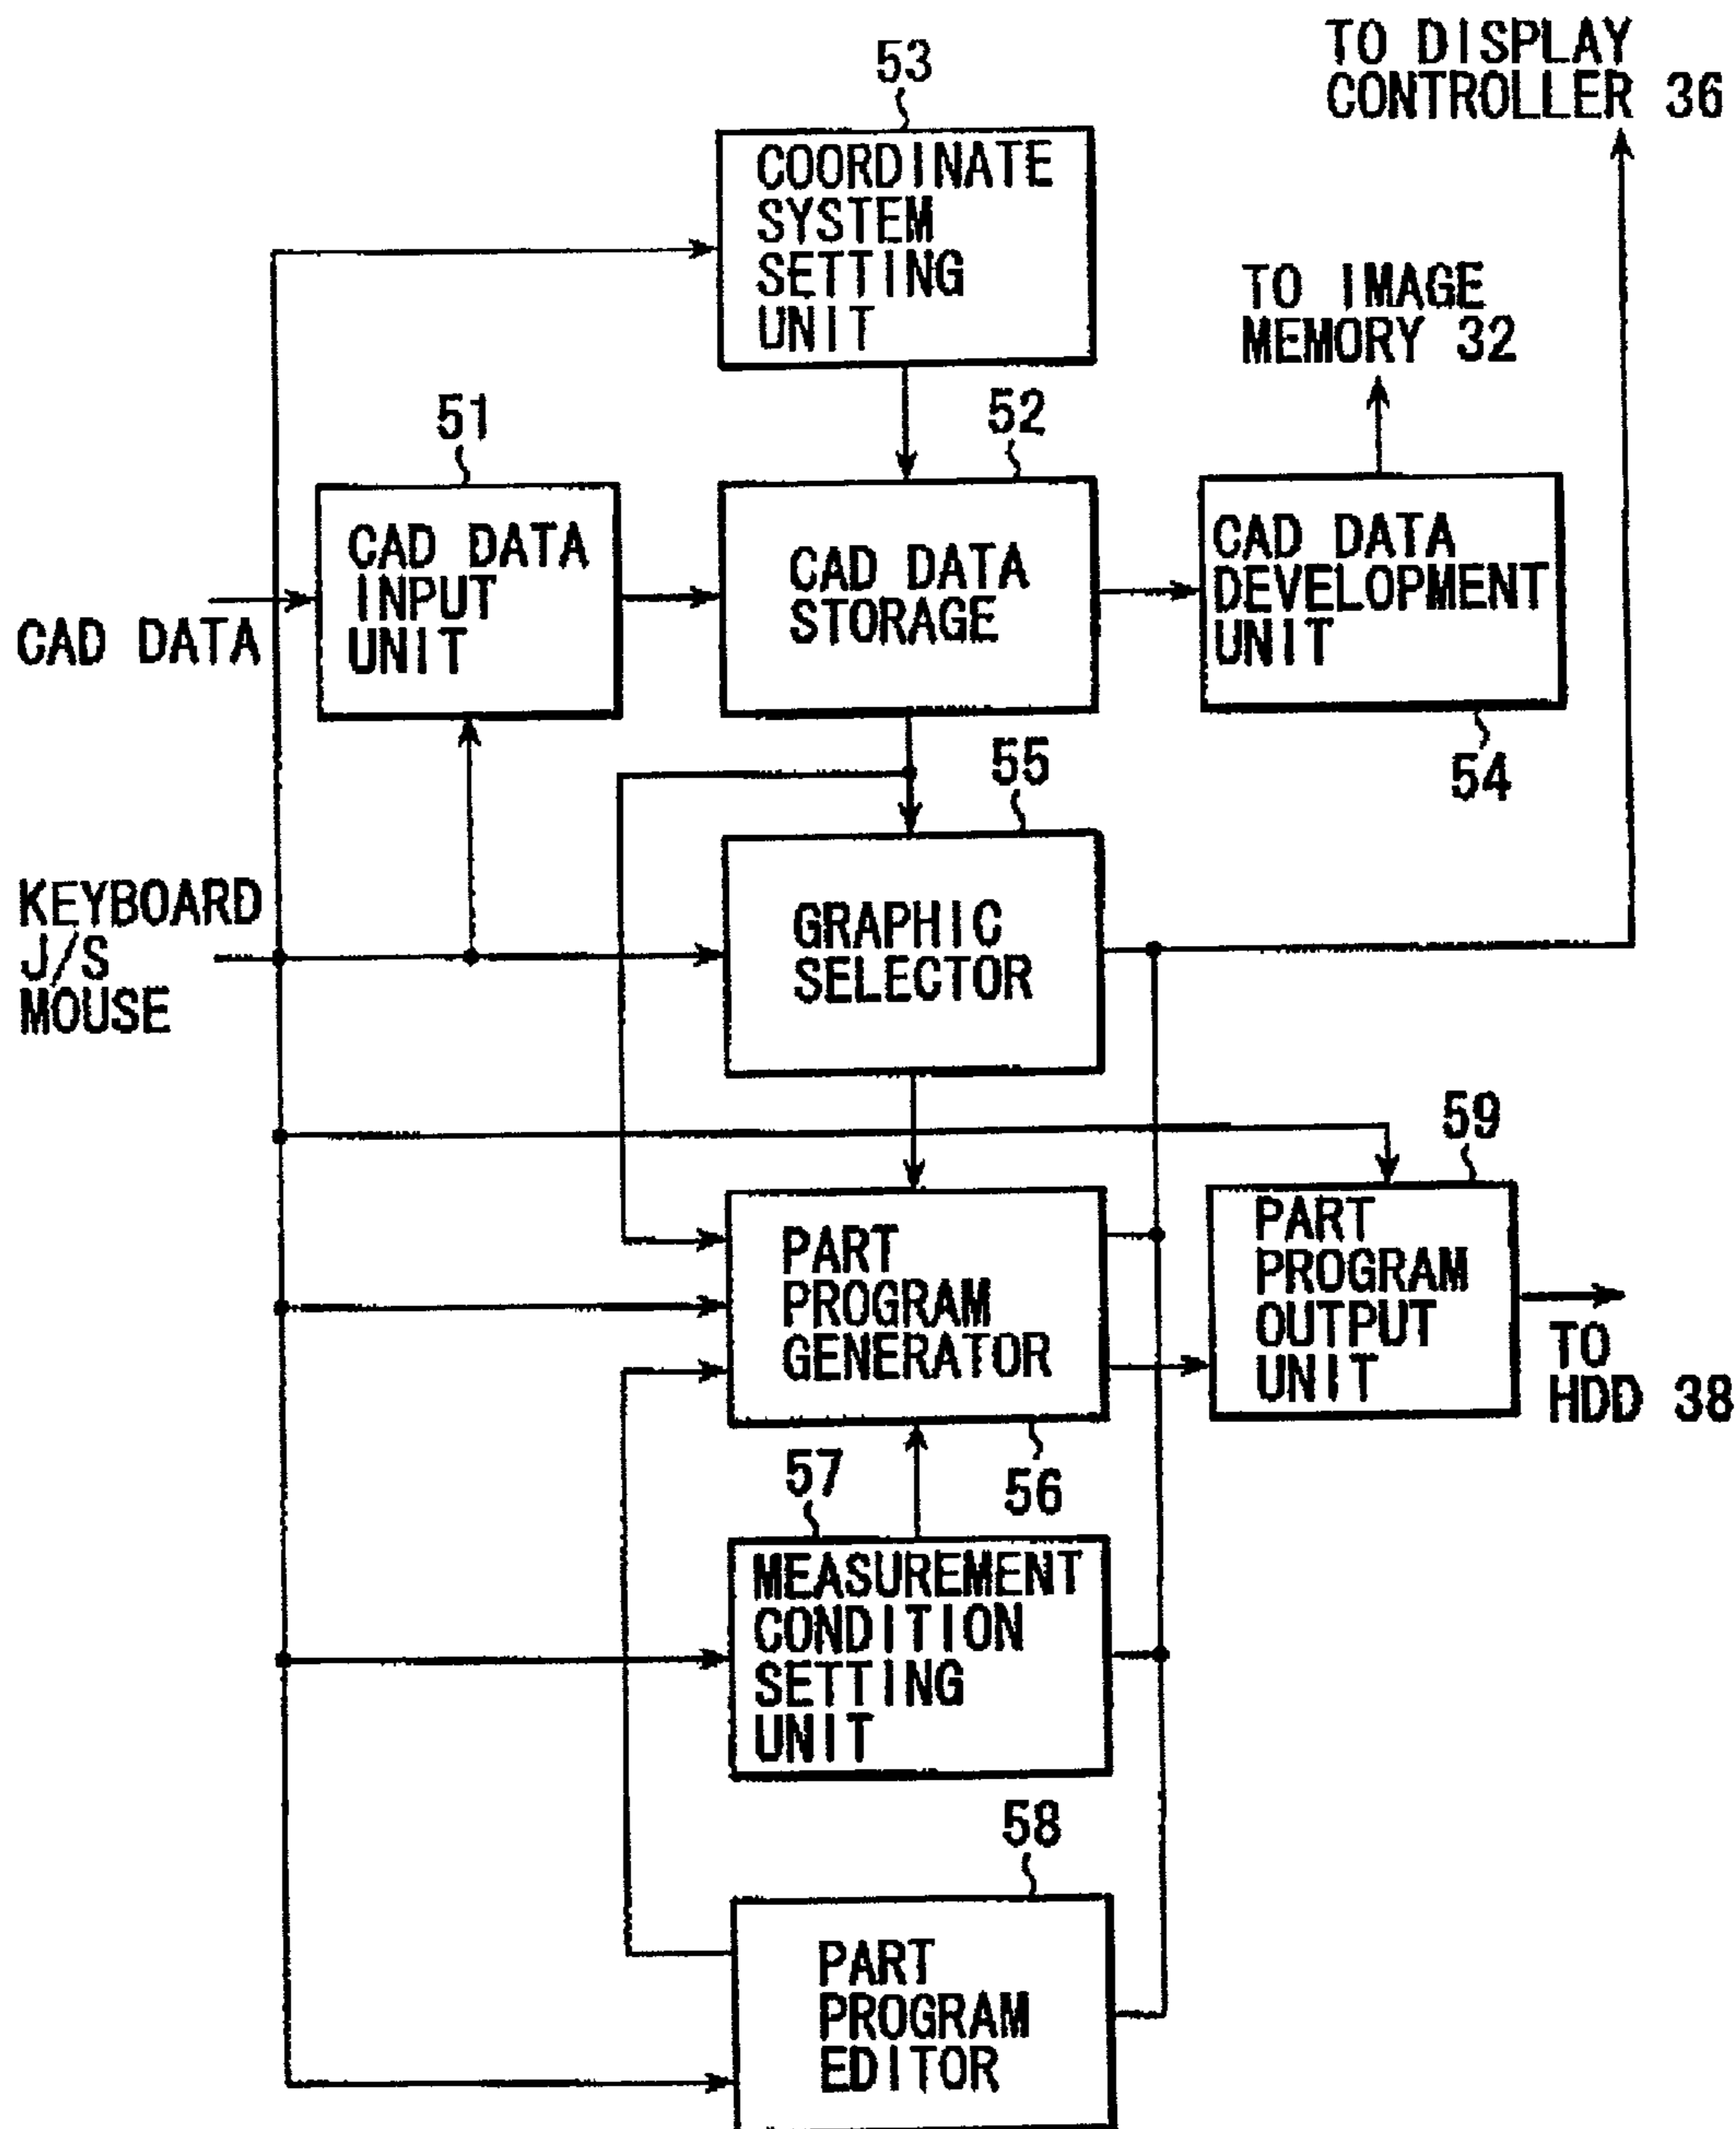 TO DISPLAY
CONTROLLER 36
53
COORDINATE
SYSTEM
SETTING
UNIT
TO IMAGE
MEMORY 32
51
52
CAD DATA
INPUT
UNIT
CAD DATA
STORAGE
CAD DATA
DEVELOPMENT
UNIT
CAD DATA
54
55
KEYBOARD
J/S
MOUSE
GRAPHIC
SELECTOR
59
PART
PROGRAM
GENERATOR
PART
PROGRAM
OUTPUT
UNIT
TO
HDD 38
57
56
MEASUREMENT
CONDITION
SETTING
UNIT
58
PART
PROGRAM
EDITOR